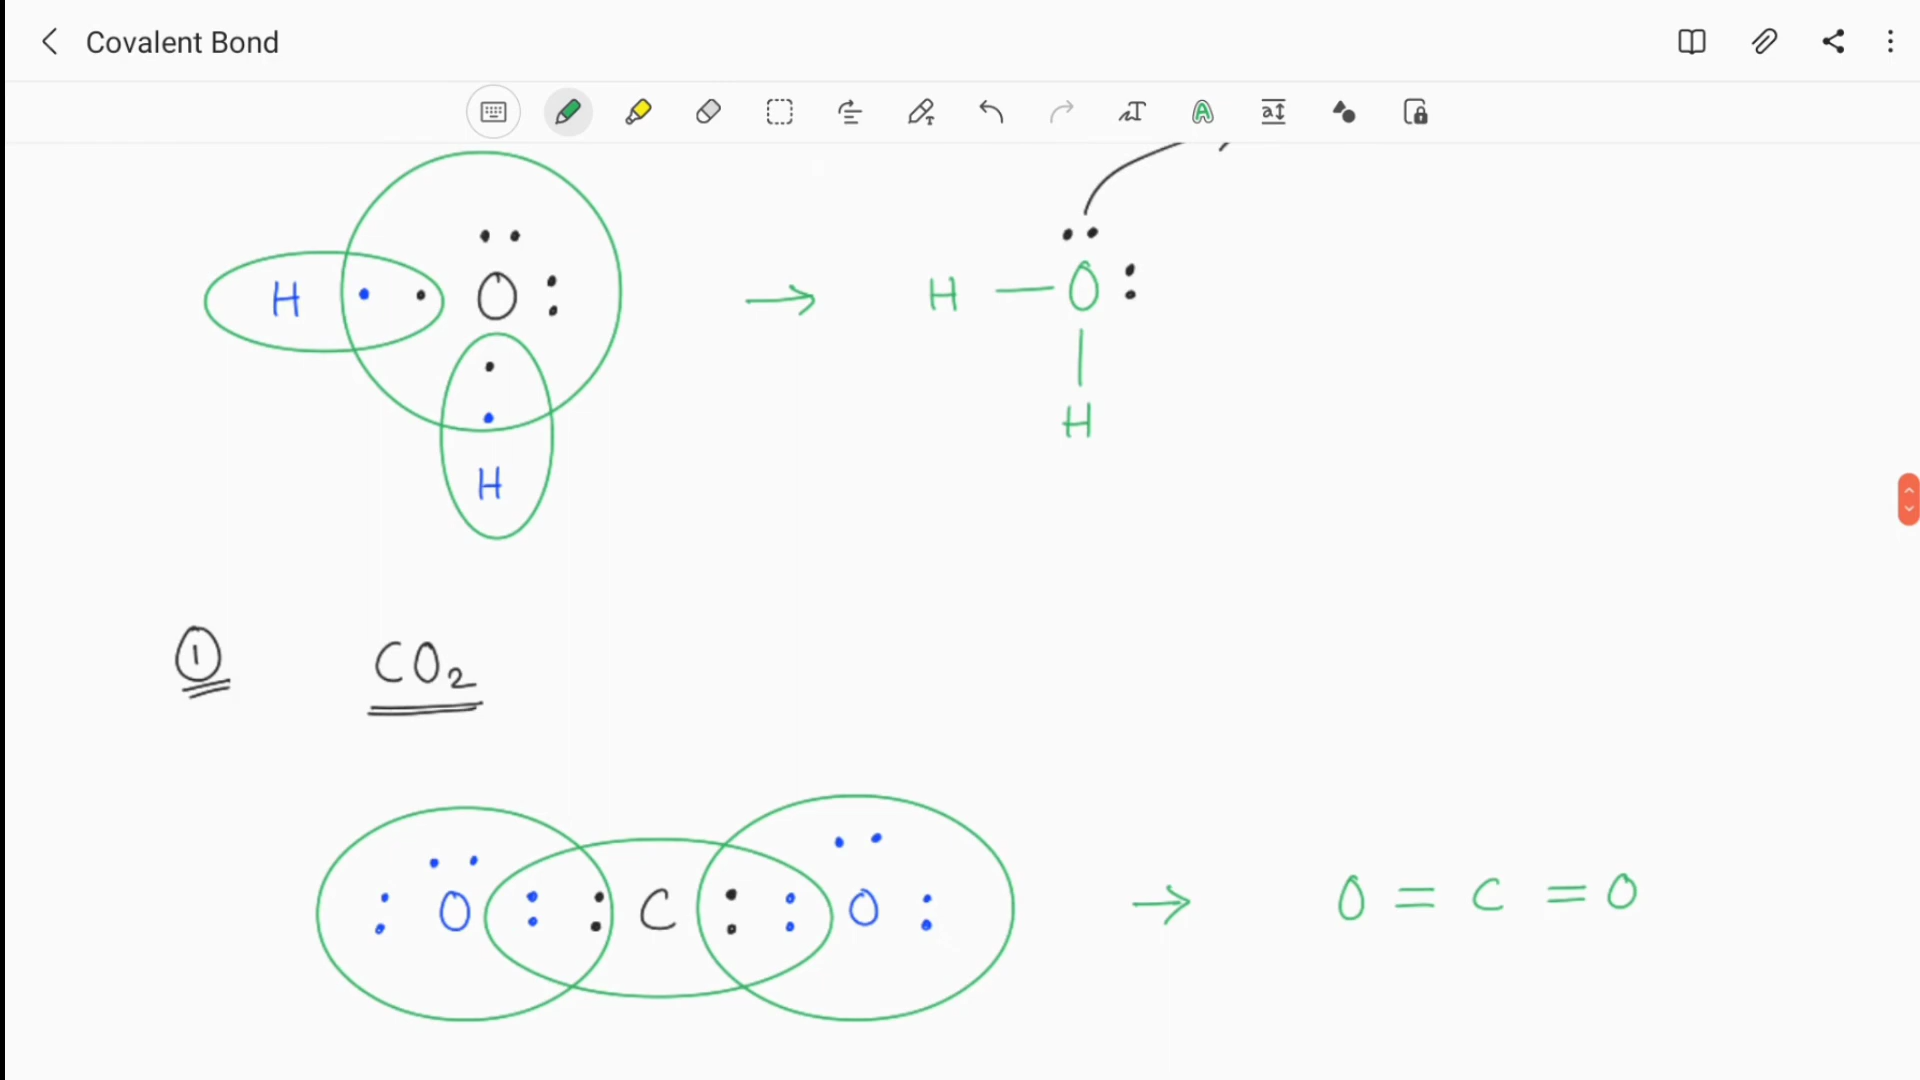 Covalent Bond
H O → H — O
H
H
① CO₂
O C O → O = C = O